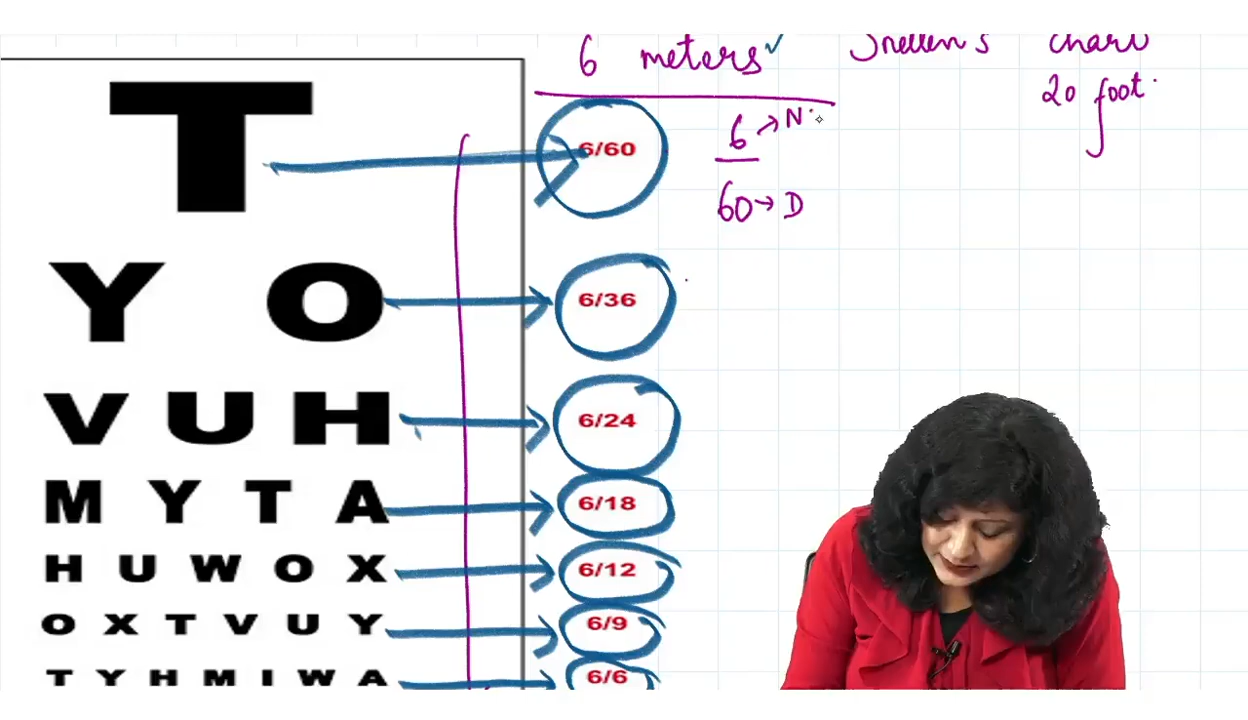 6 meters✓ Snellen's chart
20 foot.
T 6/60 6 → N.
60 → D
Y O 6/36
V U H 6/24
M Y T A 6/18
H U W O X 6/12
O X T V U Y 6/9
T Y H M I W A 6/6